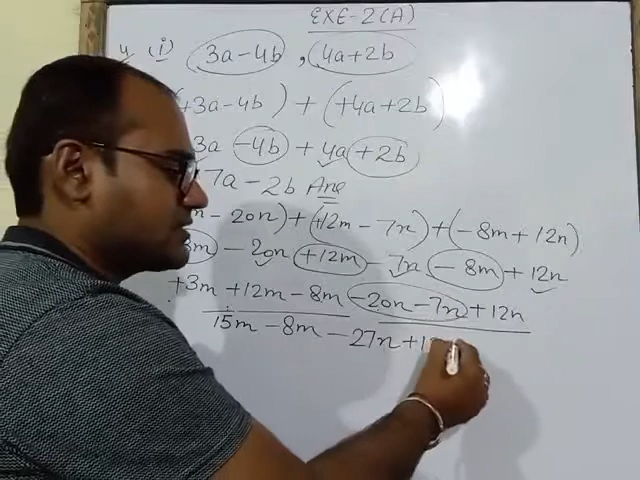 EXE-2(A)
4 (i) 3a-4b , 4a+2b
(+3a-4b) + (+4a+2b)
3a -4b + 4a +2b
7a - 2b Ans
- 20n)+(+12m - 7n)+(-8m+12n)
3m - 20n +12m - 7n - 8m + 12n
+3m +12m - 8m -20n -7n +12n
15m - 8m - 27n +1